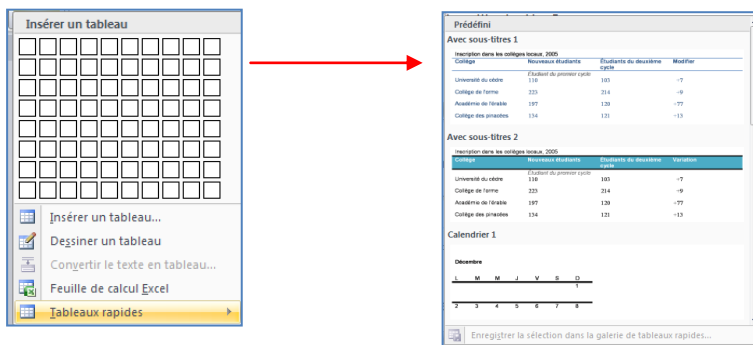 Insérer un tableau
Insérer un tableau...
Dessiner un tableau
Convertir le texte en tableau...
Feuille de calcul Excel
Tableaux rapides
Prédéfini
Avec sous-titres 1
Inscription dans les collèges locaux, 2005
Collège Nouveaux étudiants Étudiants du deuxième cycle Modifier
Étudiant du premier cycle
Université du cèdre 110 103 +7
Collège de l'orme 223 214 +9
Académie de l'érable 197 120 +77
Collège des pinacées 134 121 +13
Avec sous-titres 2
Inscription dans les collèges locaux, 2005
Collège Nouveaux étudiants Étudiants du deuxième cycle Variation
Étudiant du premier cycle
Université du cèdre 110 103 +7
Collège de l'orme 223 214 +9
Académie de l'érable 197 120 +77
Collège des pinacées 134 121 +13
Calendrier 1
Décembre
L M M J V S D
1
2 3 4 5 6 7 8
Enregistrer la sélection dans la galerie de tableaux rapides...